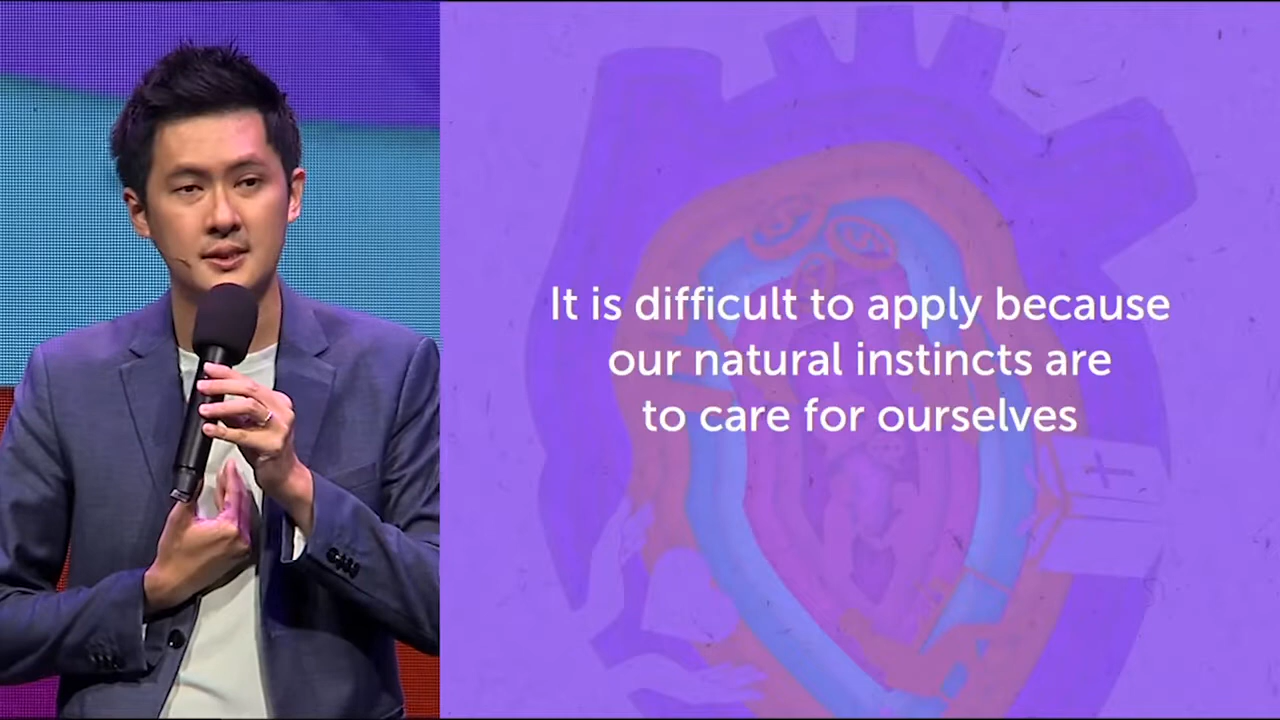 It is difficult to apply because
our natural instincts are
to care for ourselves